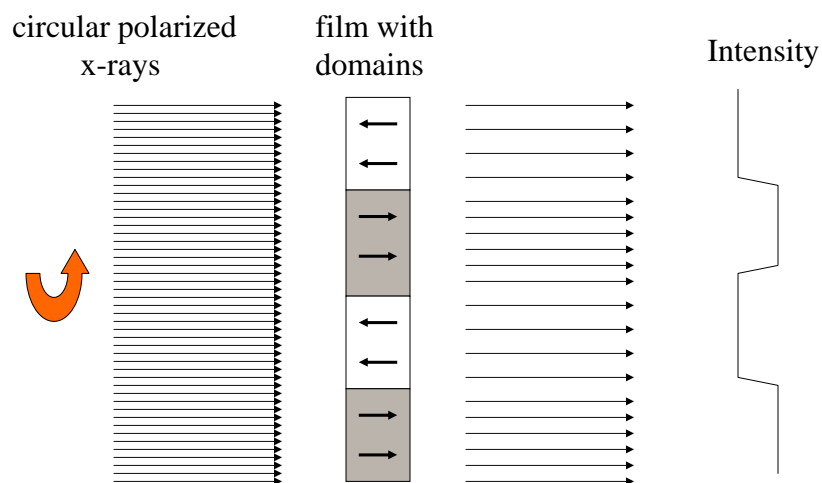 circular polarized
x-rays
film with
domains
Intensity